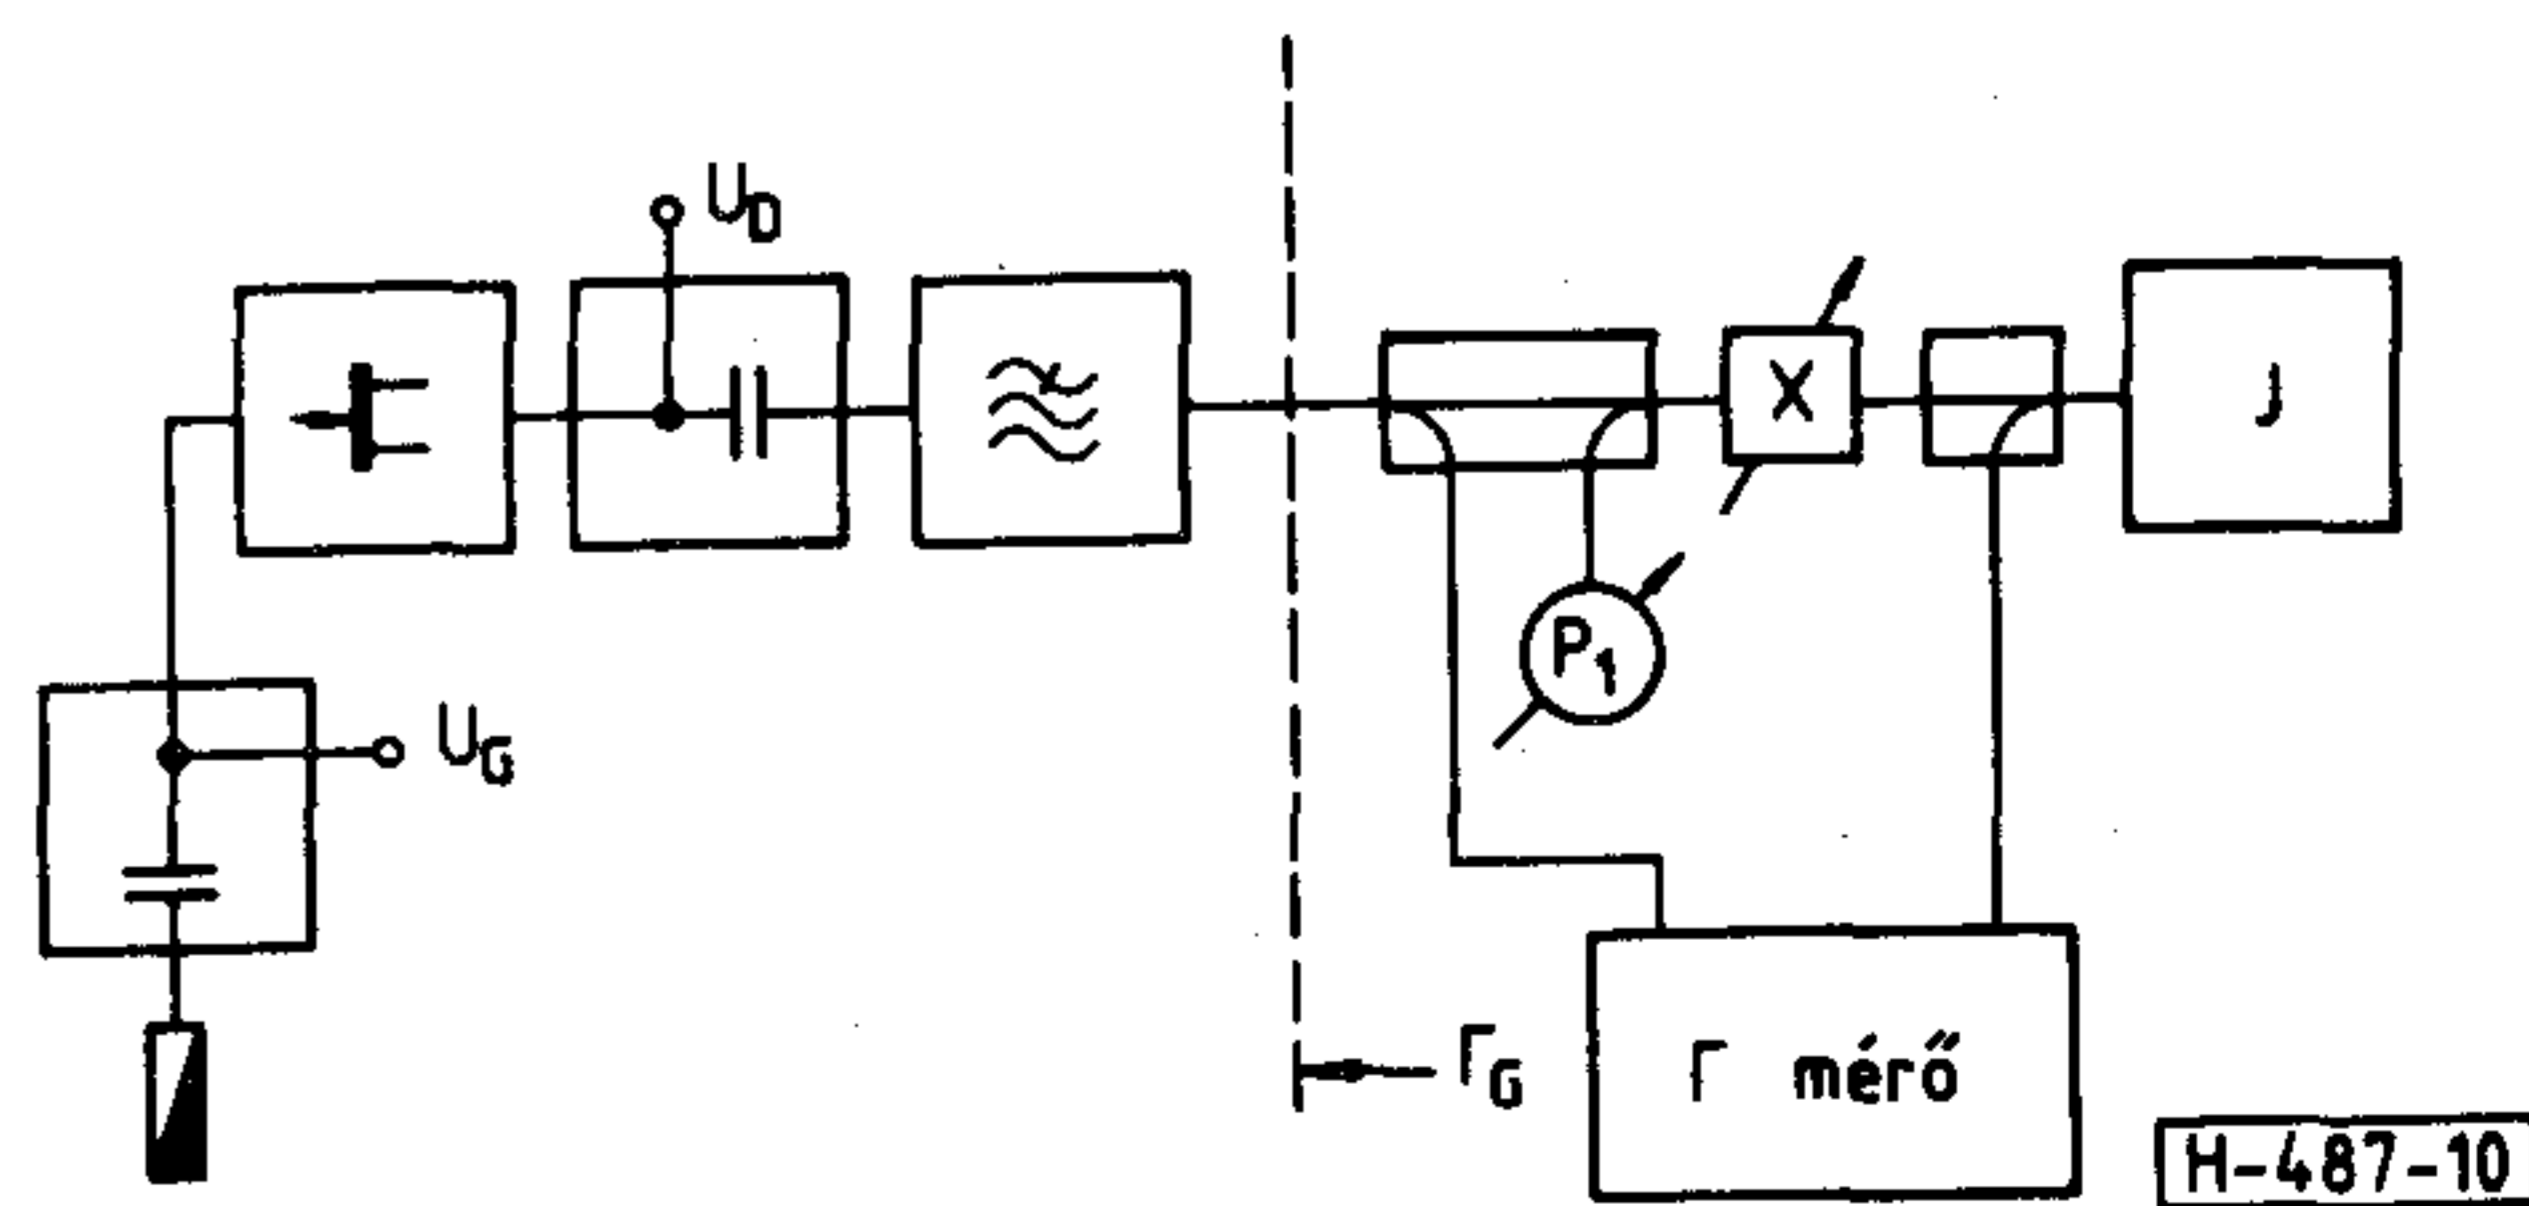 U_D
X
J
P_1
U_G
Γ_G
Γ mérő
H-487-10